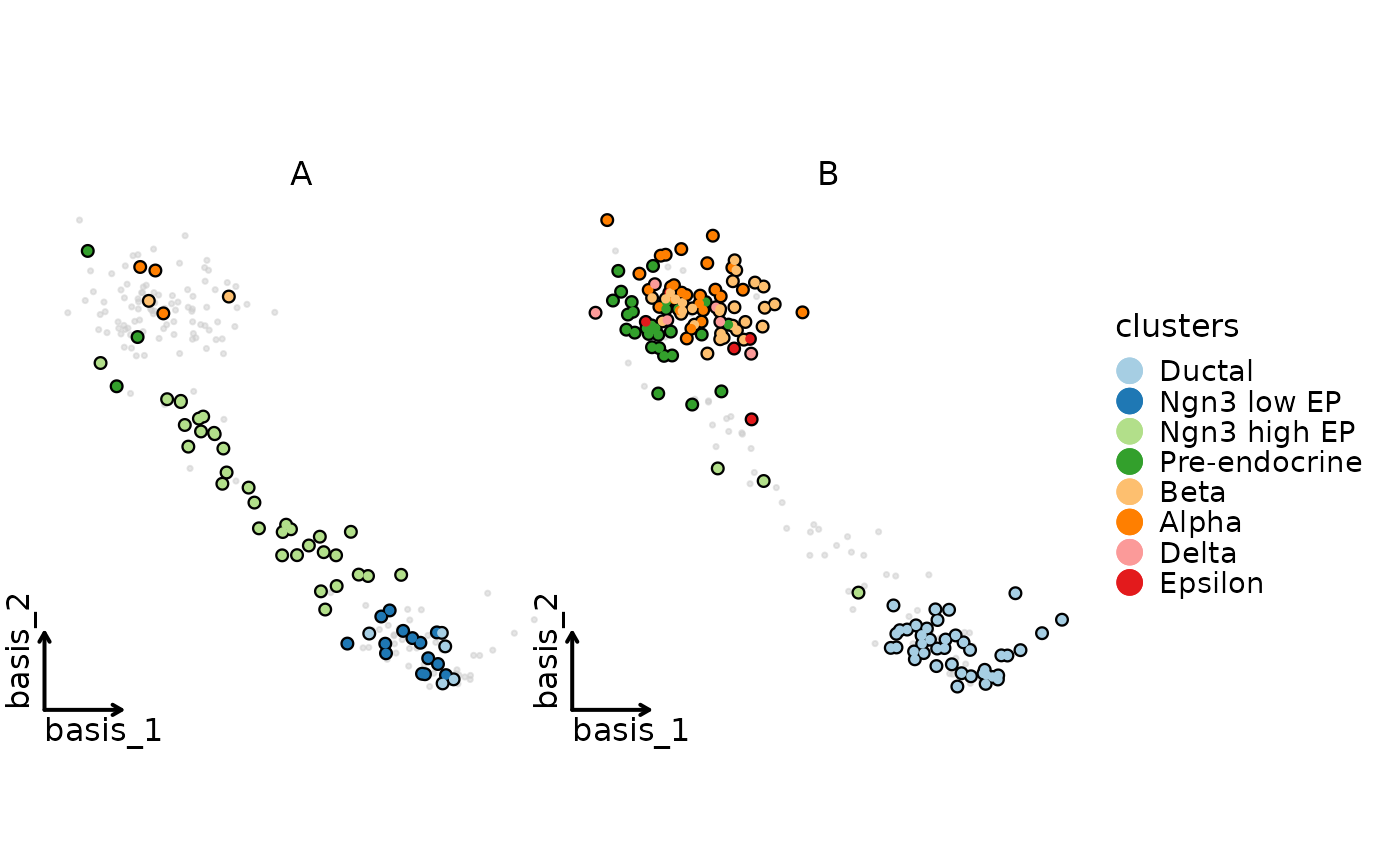 A
B
basis_2
basis_1
basis_2
basis_1
clusters
Ductal
Ngn3 low EP
Ngn3 high EP
Pre-endocrine
Beta
Alpha
Delta
Epsilon